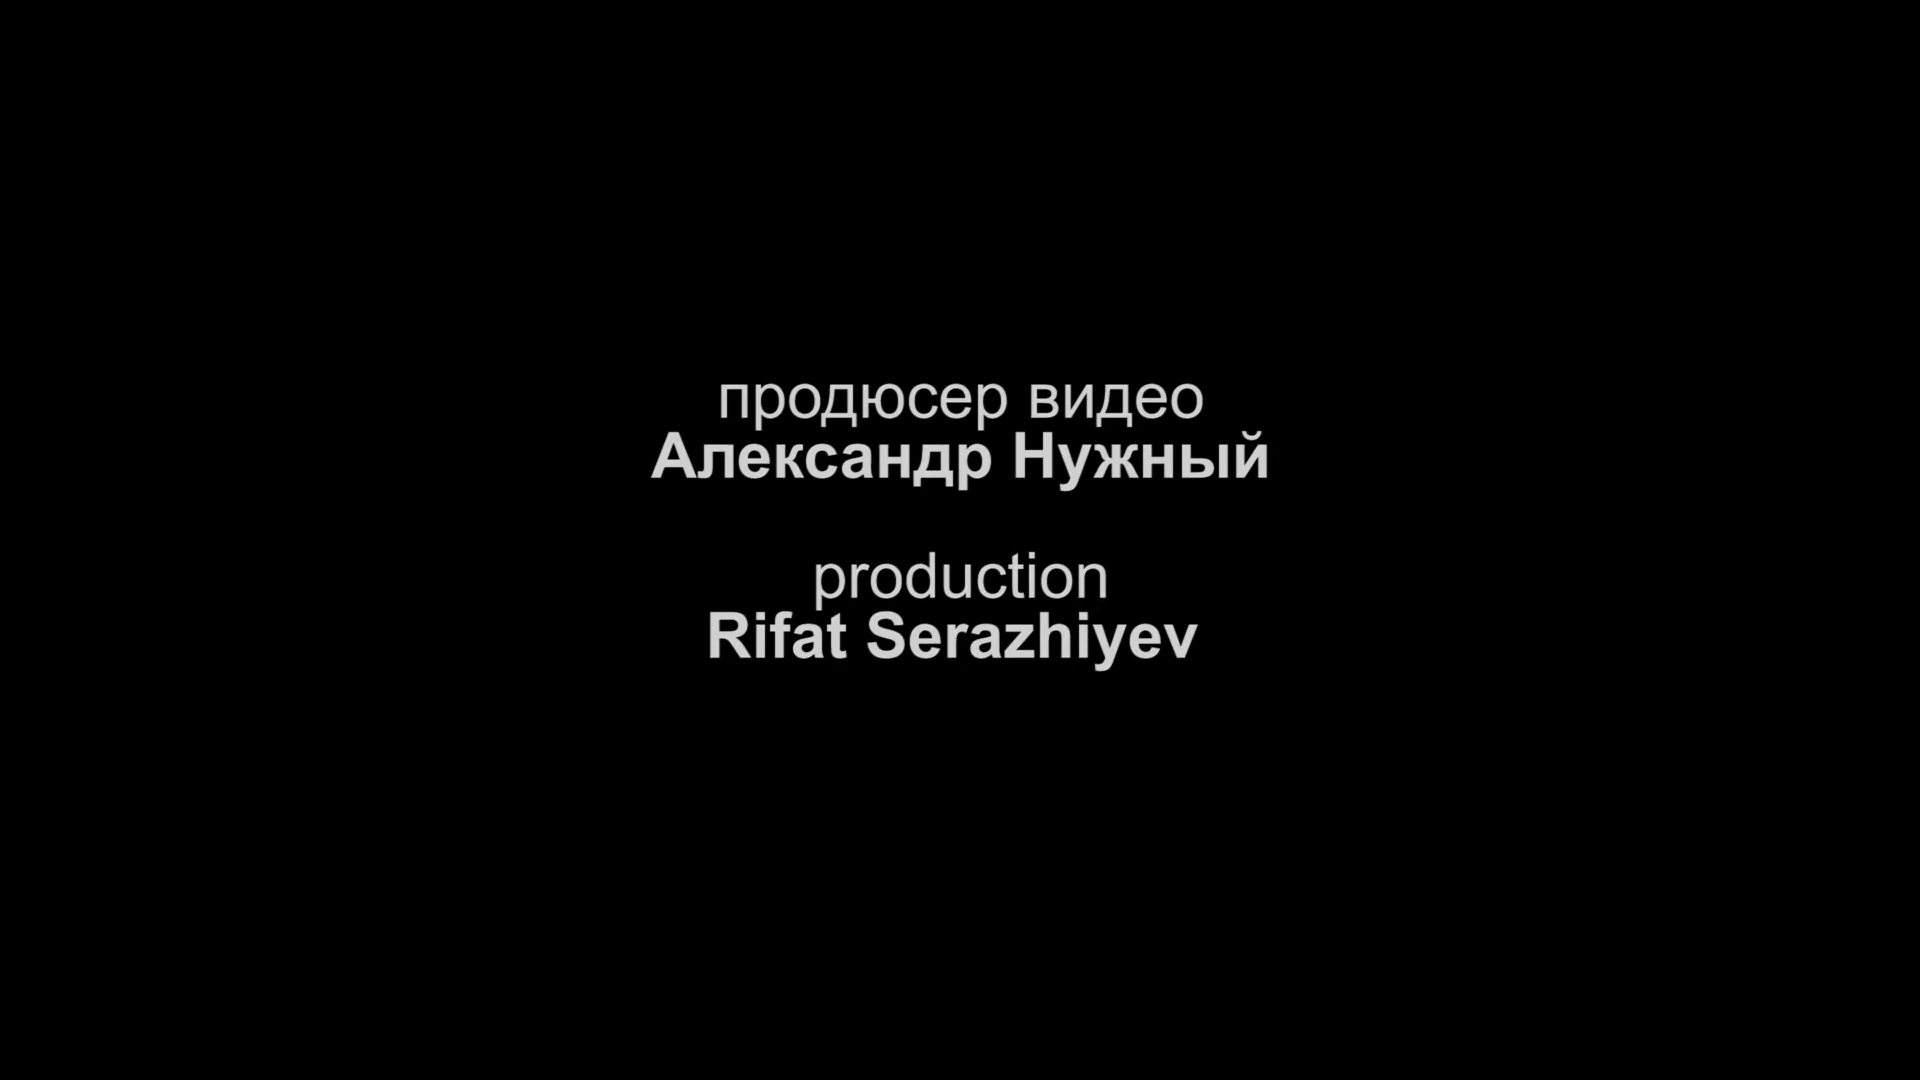 продюсер видео
Александр Нужный
production
Rifat Serazhiyev